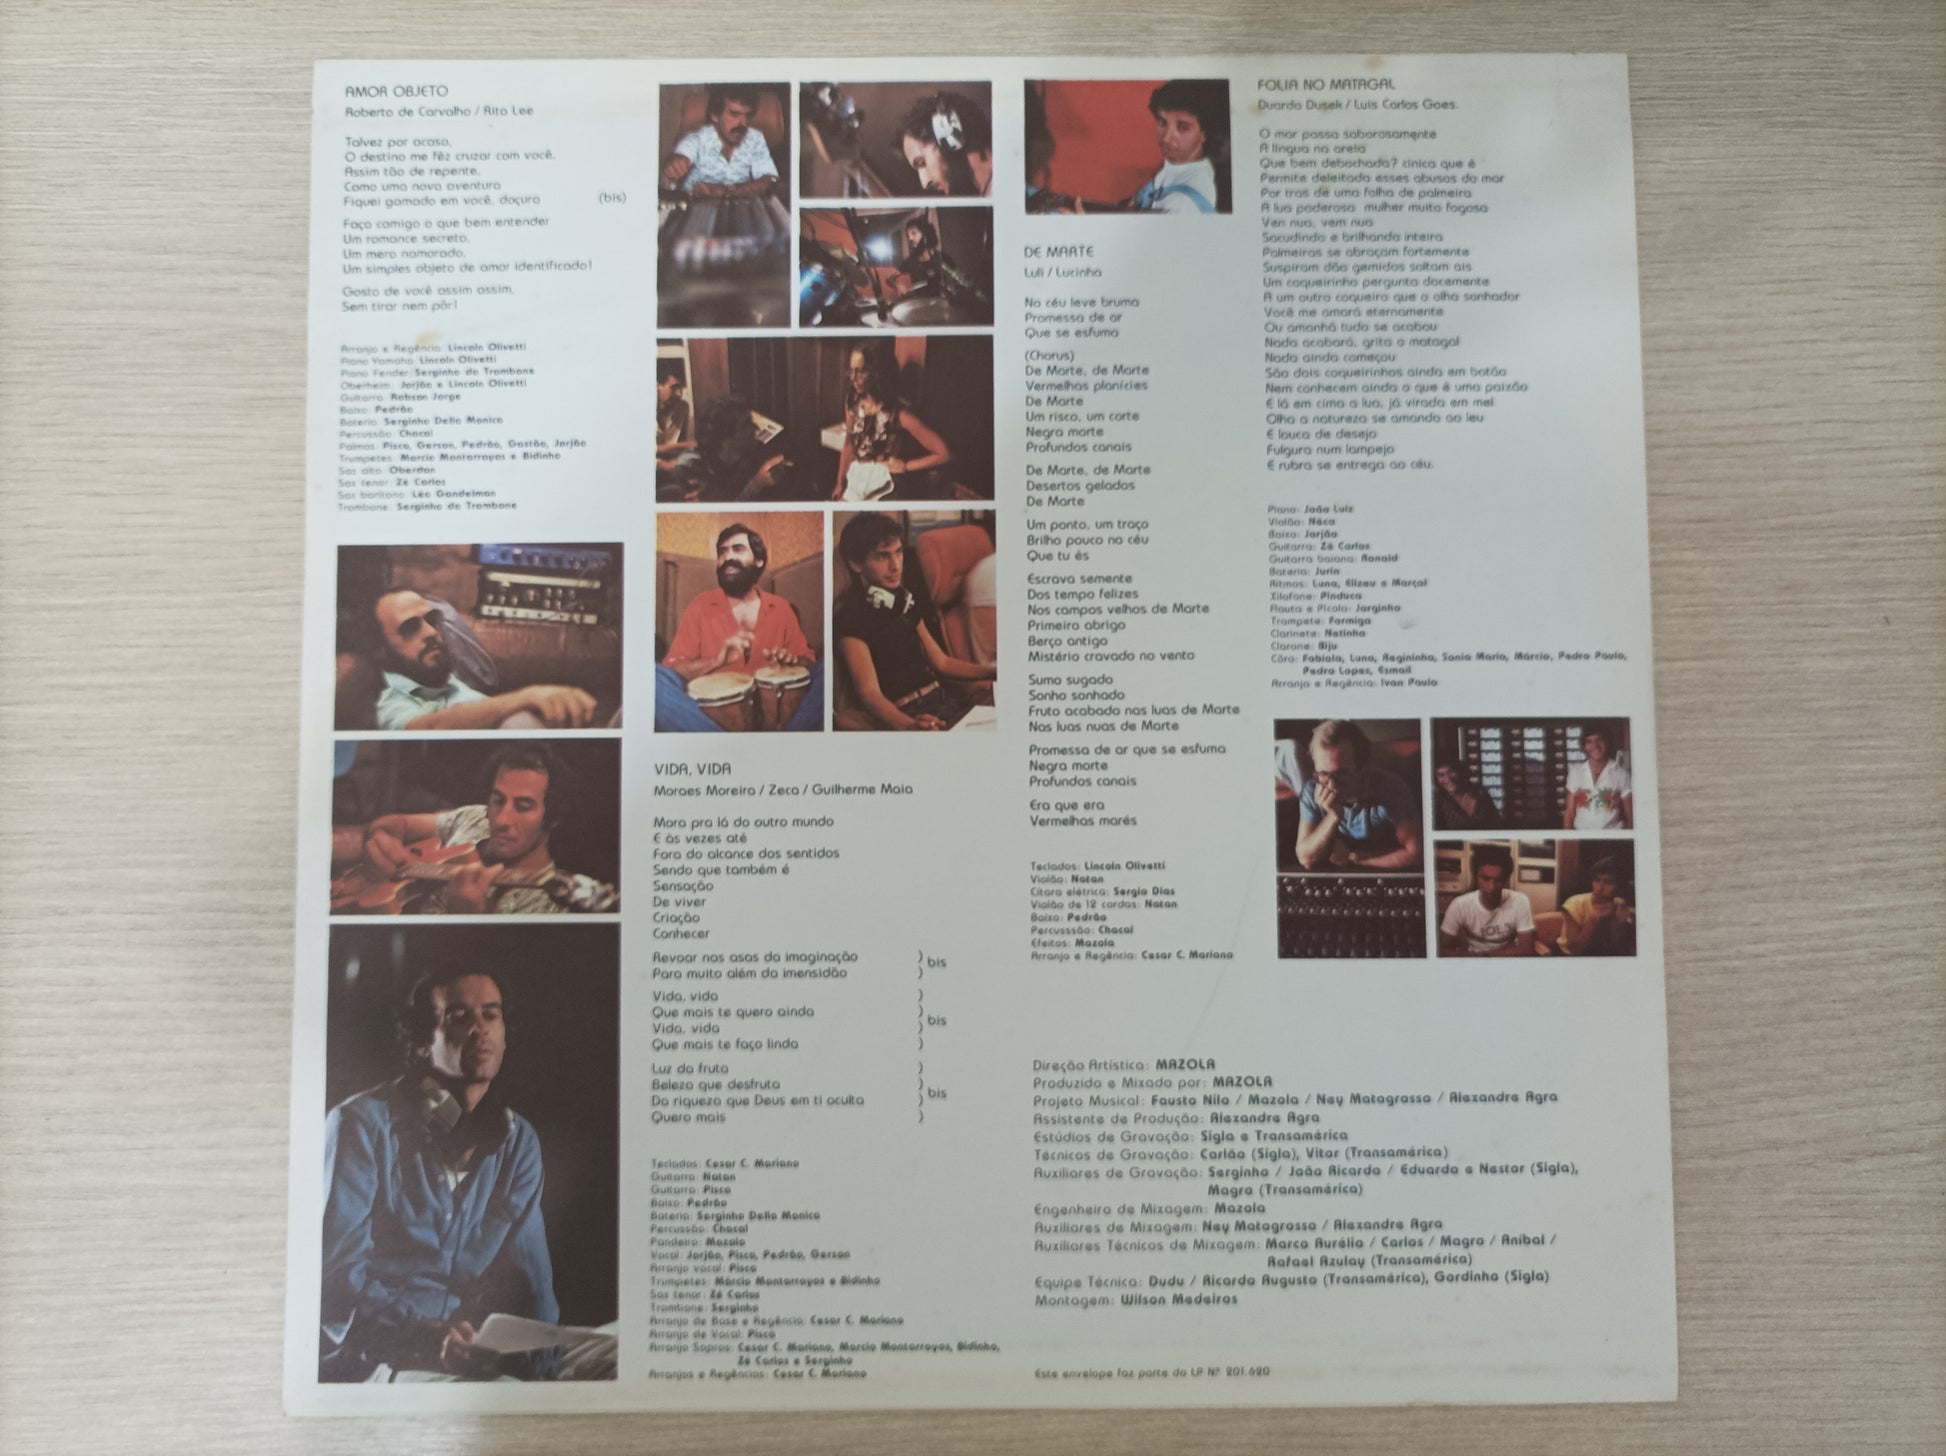 AMOR OBJETO
Roberto de Carvalho / Rita Lee
Talvez por acaso,
O destino me fêz cruzar com você,
Assim tão de repente,
Como uma nova aventura
Fiquei gamado em você, doçura (bis)
Faça comigo o que bem entender
Um romance secreto,
Um mero namorado,
Um simples objeto de amor identificado!
Gosto de você assim assim,
Sem tirar nem pôr!
Arranjo e Regência: Lincoln Olivetti
Piano Yamaha: Lincoln Olivetti
Piano Fender: Serginho do Trombone
Oberheim: Jorjão e Lincoln Olivetti
Guitarra: Robson Jorge
Baixo: Pedrão
Bateria: Serginho Della Monica
Percussão: Chacal
Palmas: Pisca, Gerson, Pedrão, Gastão, Jorjão
Trumpetes: Marcio Montarroyos e Bidinho
Sax alto: Oberdan
Sax tenor: Zé Carlos
Sax barítono: Léo Gandelman
Trombone: Serginho do Trombone
VIDA, VIDA
Moraes Moreira / Zeca / Guilherme Maia
Mora pra lá do outro mundo
E às vezes até
Fora do alcance dos sentidos
Sendo que também é
Sensação
De viver
Criação
Conhecer
Revoar nas asas da imaginação )
Para muito além da imensidão ) bis
Vida, vida )
Que mais te quero ainda )
Vida, vida ) bis
Que mais te faço linda )
Luz da fruta )
Beleza que desfruta )
Da riqueza que Deus em ti oculta ) bis
Quero mais )
Teclados: Cesar C. Mariano
Guitarra: Natan
Guitarra: Pisca
Baixo: Pedrão
Bateria: Serginho Della Monica
Percussão: Chacal
Pandeiro: Mazola
Vocal: Jorjão, Pisca, Pedrão, Gerson
Arranjo vocal: Pisca
Trumpetes: Márcio Montarroyos e Bidinho
Sax tenor: Zé Carlos
Trombone: Serginho
Arranjo de Base e Regência: Cesar C. Mariano
Arranjo de Vocal: Pisca
Arranjo Sopros: Cesar C. Mariano, Marcio Montarroyos, Bidinho,
Zé Carlos e Serginho
Arranjos e Regências: Cesar C. Mariano
DE MARTE
Luli / Lucinha
No céu leve bruma
Promessa de ar
Que se esfuma
(Chorus)
De Marte, de Marte
Vermelhas planícies
De Marte
Um risco, um corte
Negra morte
Profundos canais
De Marte, de Marte
Desertos gelados
De Marte
Um ponto, um traço
Brilho pouco no céu
Que tu és
Escrava semente
Dos tempo felizes
Nos campos velhos de Marte
Primeiro abrigo
Berço antigo
Mistério cravado no vento
Sumo sugado
Sonho sonhado
Fruto acabado nas luas de Marte
Nas luas nuas de Marte
Promessa de ar que se esfuma
Negra morte
Profundos canais
Era que era
Vermelhas marés
Teclados: Lincoln Olivetti
Violão: Natan
Cítara elétrica: Sergio Dias
Violão de 12 cordas: Natan
Baixo: Pedrão
Percusssão: Chacal
Efeitos: Mazola
Arranjo e Regência: Cesar C. Mariano
FOLIA NO MATAGAL
Duardo Dusek / Luis Carlos Goes.
O mar passa saborosamente
A língua na areia
Que bem debochada? cínica que é
Permite deleitada esses abusos do mar
Por tras de uma folha de palmeira
A lua poderosa mulher muito fogosa
Ven nua, vem nua
Sacudindo e brilhando inteira
Palmeiras se abraçam fortemente
Suspiram dão gemidos soltam ais
Um coqueirinho pergunta docemente
A um outro coqueiro que o olha sonhador
Você me amará eternamente
Ou amanhã tudo se acabou
Nada acabará, grita o matagal
Nada ainda começou
São dois coqueirinhos ainda em botão
Nem conhecem ainda o que é uma paixão
E lá em cima a lua, já virada em mel
Olha a natureza se amando ao leu
E louca de desejo
Fulgura num lampejo
E rubra se entrega ao céu.
Piano: João Luiz
Violão: Neco
Baixo: Jorjão
Guitarra: Zé Carlos
Guitarra baiana: Ronald
Bateria: Jurin
Ritmos: Luna, Elizeu e Marçal
Xilofone: Pinduca
Flauta e Picolo: Jorginho
Trompete: Formiga
Clarinete: Netinho
Clarone: Biju
Côro: Fabíola, Luna, Regininha, Sonia Maria, Márcio, Pedro Paulo,
Pedro Lopes, Esmail
Arranjo e Regência: Ivan Paulo
Direção Artística: MAZOLA
Produzido e Mixado por: MAZOLA
Projeto Musical: Fausto Nilo / Mazola / Ney Matogrosso / Alexandre Agra
Assistente de Produção: Alexandre Agra
Estúdios de Gravação: Sigla e Transamérica
Técnicos de Gravação: Carlão (Sigla), Vitor (Transamérica)
Auxiliares de Gravação: Serginho / João Ricardo / Eduardo e Nestor (Sigla),
Magro (Transamérica)
Engenheiro de Mixagem: Mazola
Auxiliares de Mixagem: Ney Matogrosso / Alexandre Agra
Auxiliares Técnicos de Mixagem: Marco Aurélio / Carlos / Magro / Aníbal /
Rafael Azulay (Transamérica)
Equipe Técnica: Dudu / Ricardo Augusto (Transamérica), Gordinho (Sigla)
Montagem: Wilson Medeiros
Este envelope faz parte do LP Nº 201.620